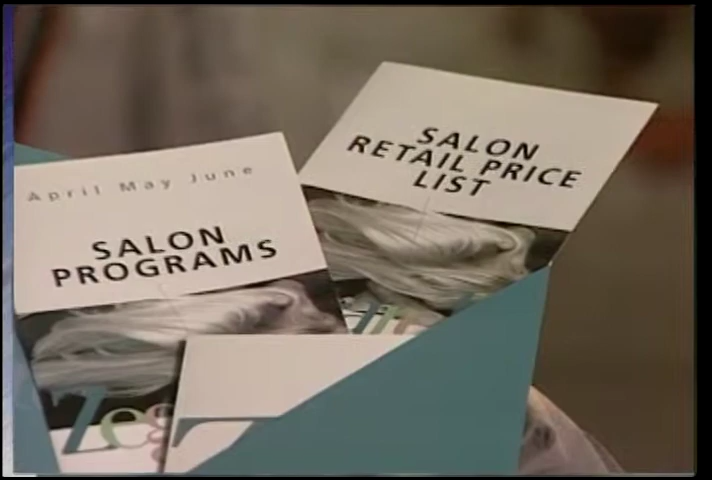 April May June
SALON
PROGRAMS
SALON
RETAIL PRICE
LIST